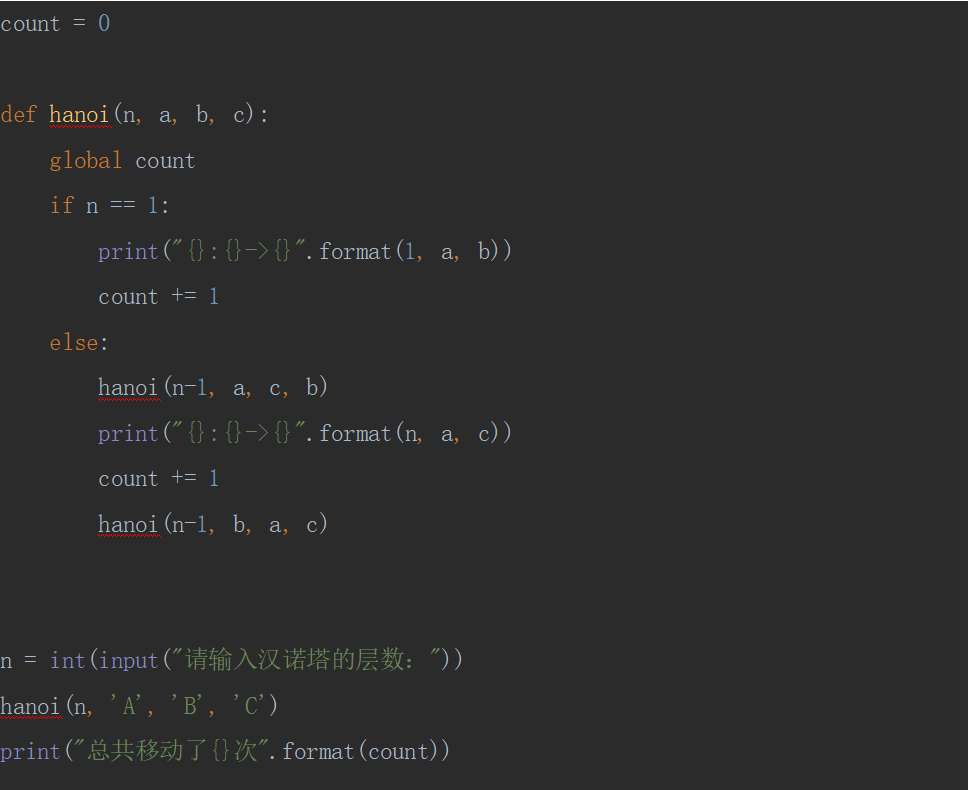 count = 0
def hanoi(n, a, b, c):
    global count
    if n == 1:
        print("{}:{}->{}".format(1, a, b))
        count += 1
    else:
        hanoi(n-1, a, c, b)
        print("{}:{}->{}".format(n, a, c))
        count += 1
        hanoi(n-1, b, a, c)
n = int(input("请输入汉诺塔的层数："))
hanoi(n, 'A', 'B', 'C')
print("总共移动了{}次".format(count))